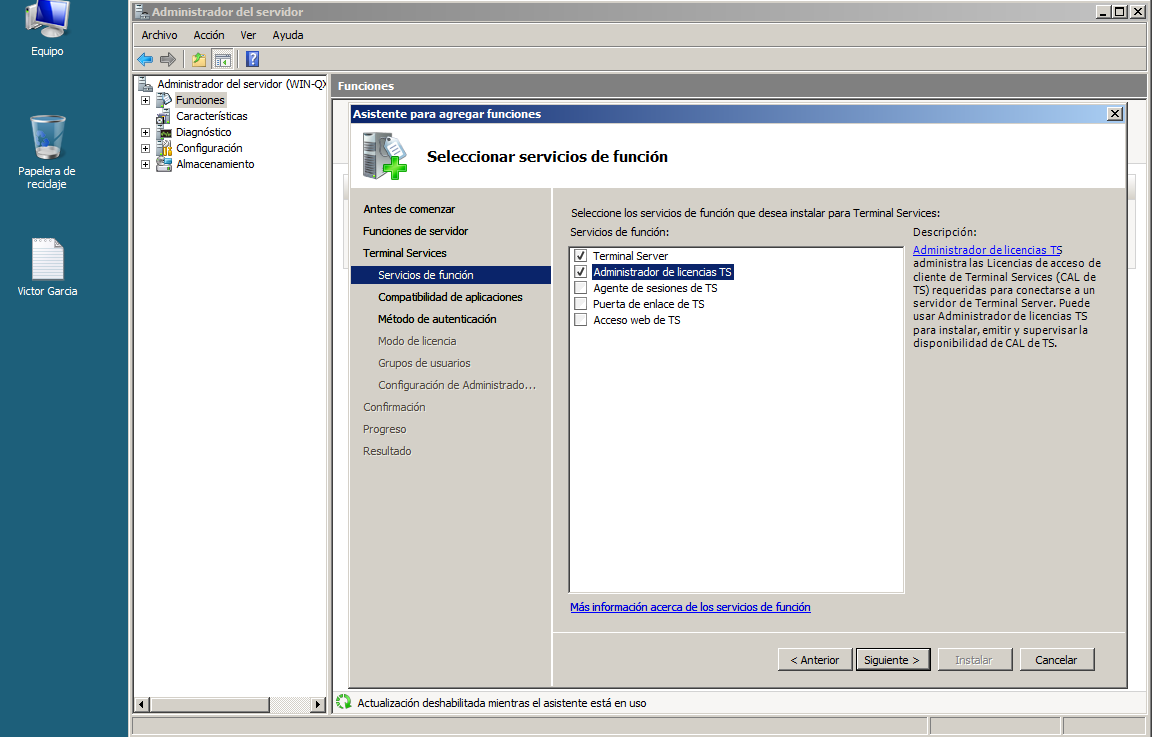 Equipo
Papelera de
reciclaje
Victor Garcia
Administrador del servidor
Archivo Acción Ver Ayuda
Administrador del servidor (WIN-QX
Funciones
Características
Diagnóstico
Configuración
Almacenamiento
Funciones
Asistente para agregar funciones
Seleccionar servicios de función
Antes de comenzar
Funciones de servidor
Terminal Services
Servicios de función
Compatibilidad de aplicaciones
Método de autenticación
Modo de licencia
Grupos de usuarios
Configuración de Administrado...
Confirmación
Progreso
Resultado
Seleccione los servicios de función que desea instalar para Terminal Services:
Servicios de función:
Terminal Server
Administrador de licencias TS
Agente de sesiones de TS
Puerta de enlace de TS
Acceso web de TS
Descripción:
Administrador de licencias TS
administra las Licencias de acceso de
cliente de Terminal Services (CAL de
TS) requeridas para conectarse a un
servidor de Terminal Server. Puede
usar Administrador de licencias TS
para instalar, emitir y supervisar la
disponibilidad de CAL de TS.
Más información acerca de los servicios de función
< Anterior Siguiente > Instalar Cancelar
Actualización deshabilitada mientras el asistente está en uso